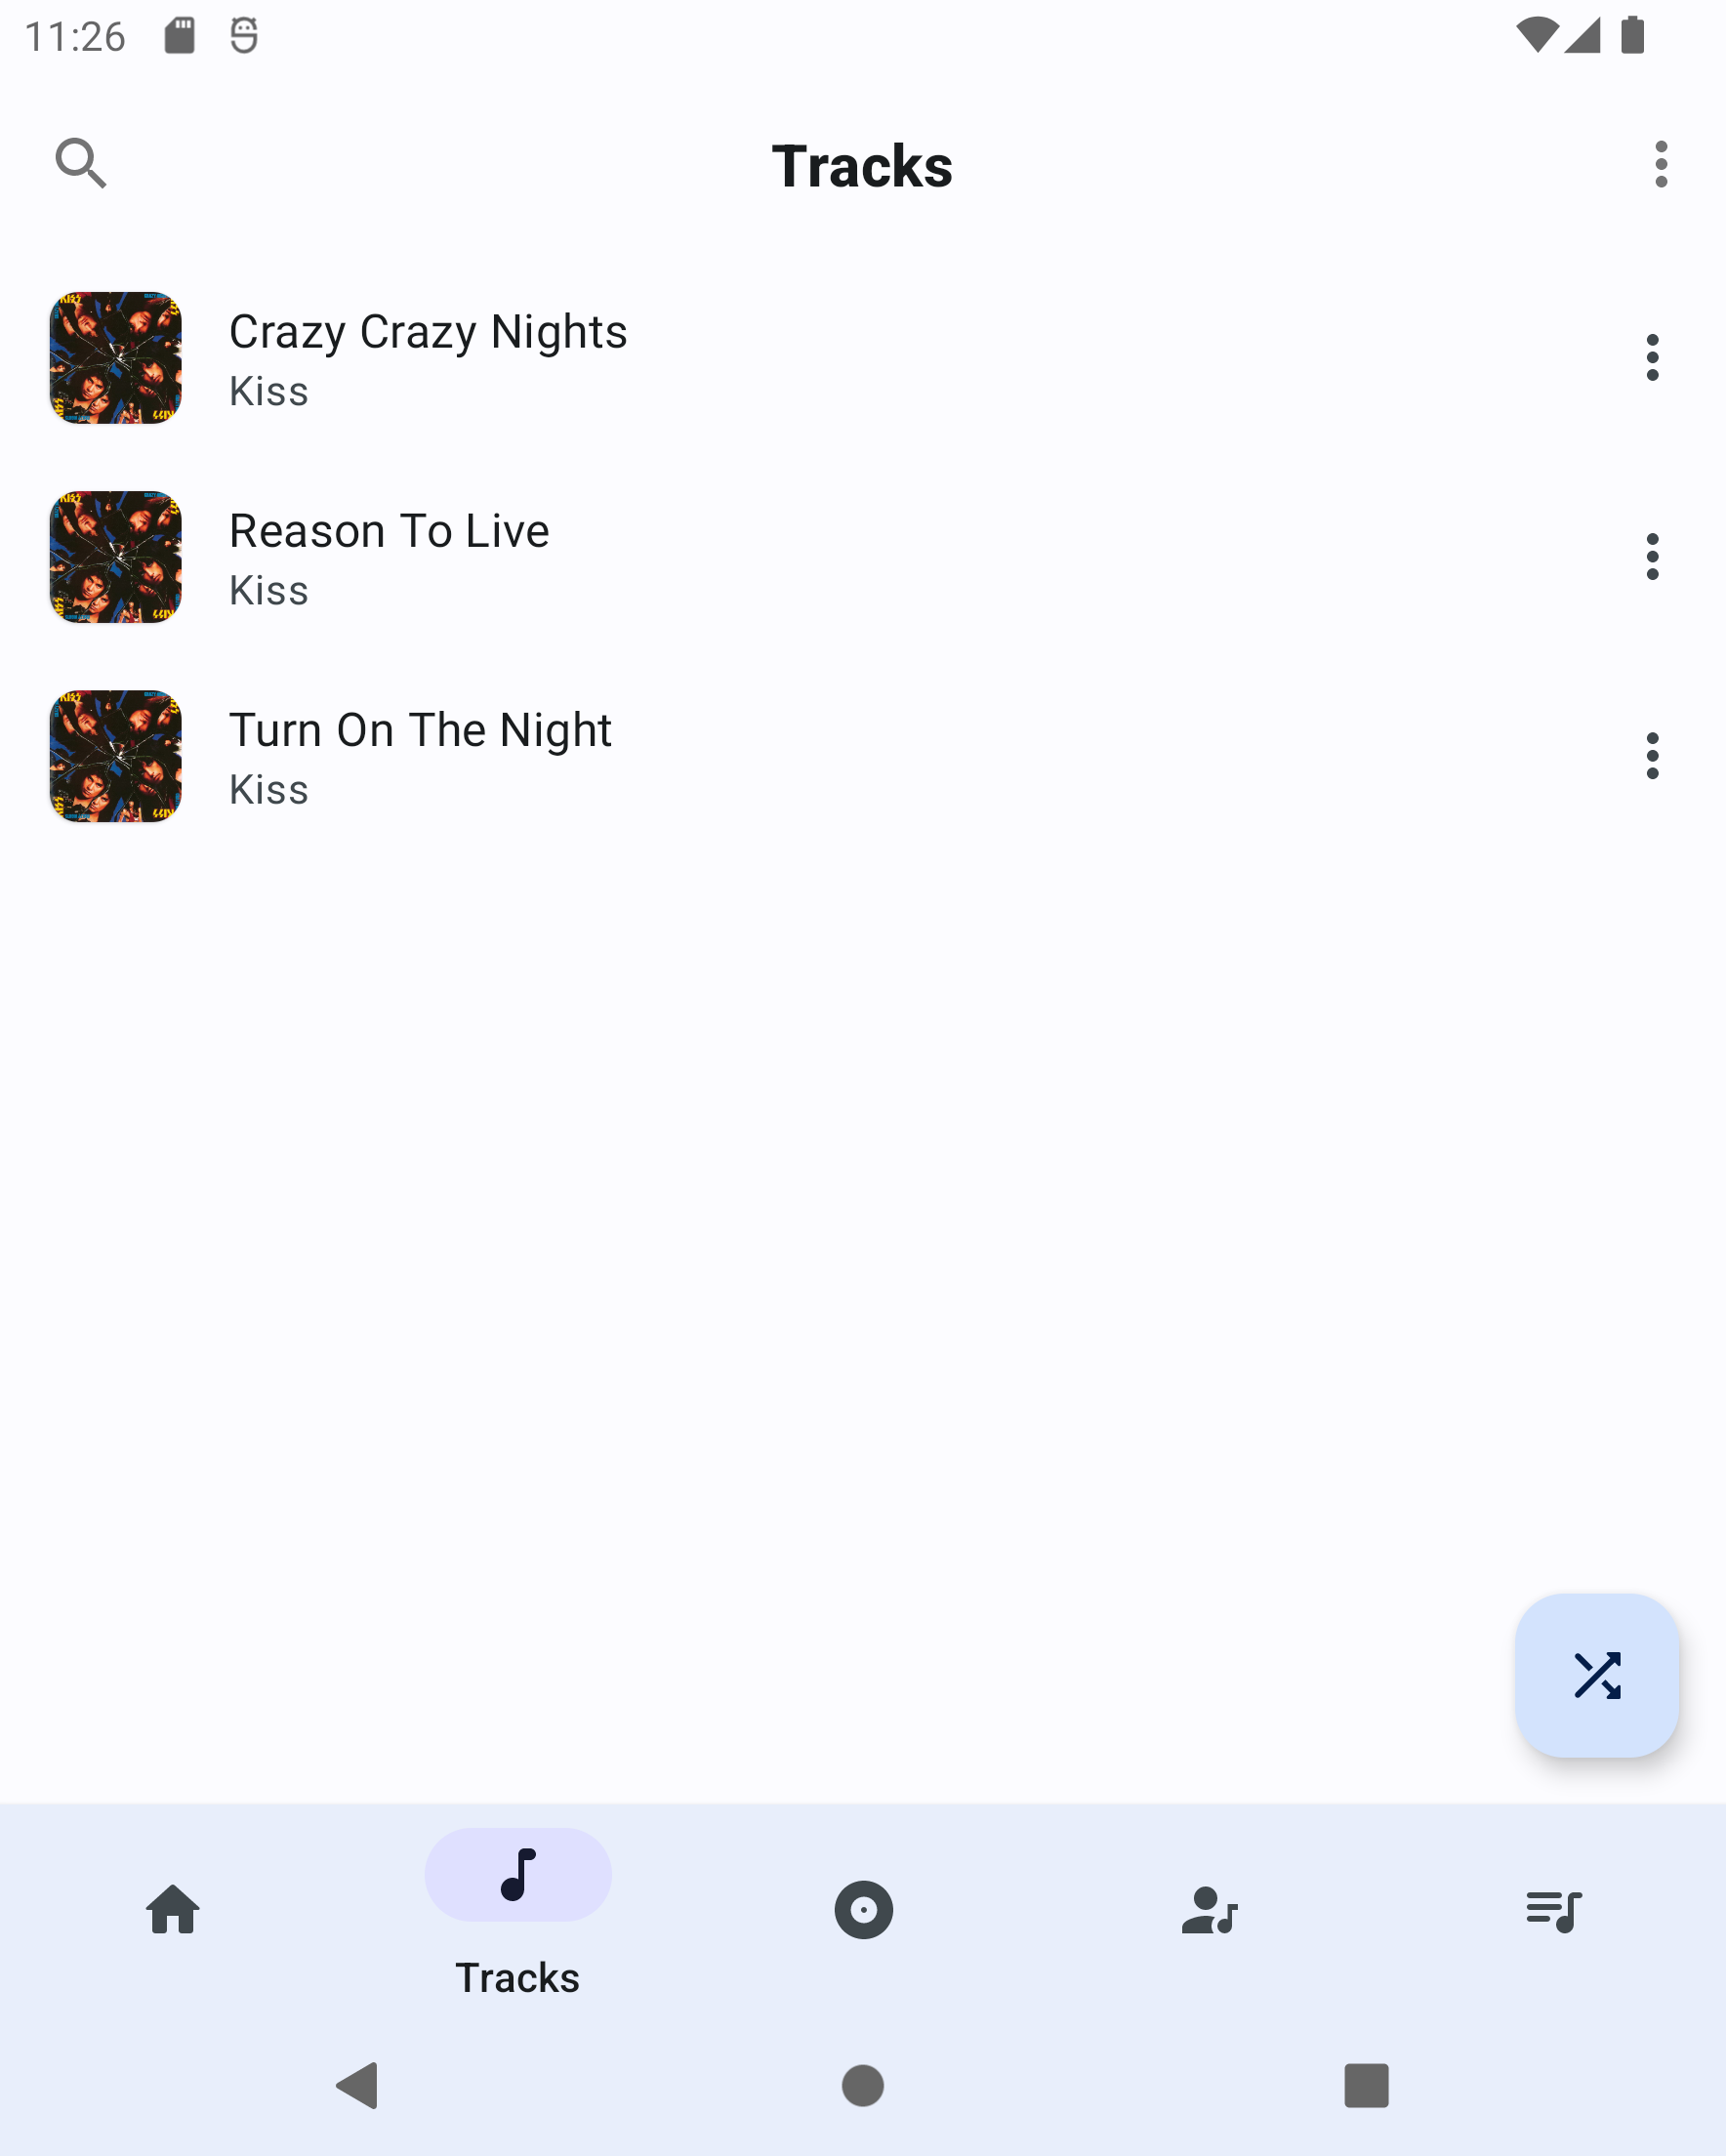 11:26
Tracks
Crazy Crazy Nights
Kiss
Reason To Live
Kiss
Turn On The Night
Kiss
Tracks